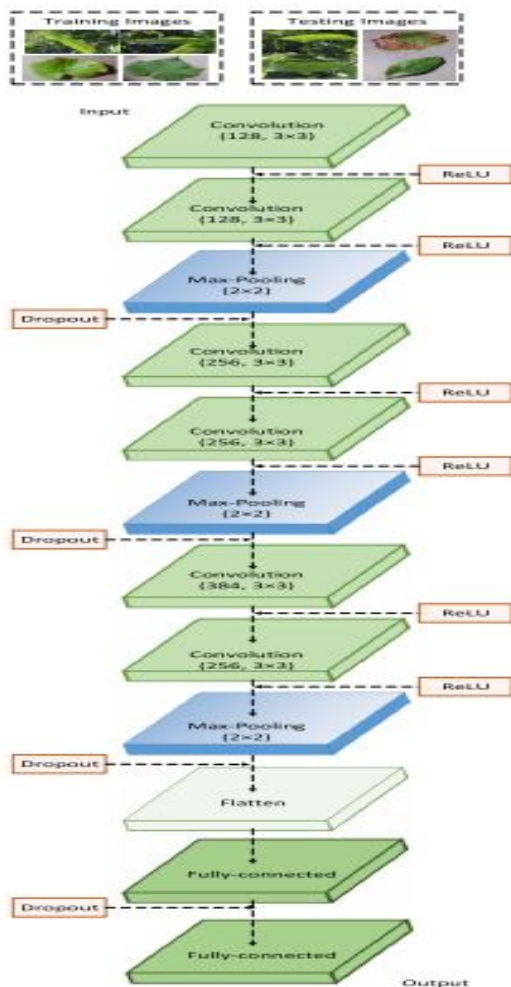 Training Images
Testing Images
Input
Convolution
(128, 3×3)
ReLU
Convolution
(128, 3×3)
ReLU
Max-Pooling
(2×2)
Dropout
Convolution
(256, 3×3)
ReLU
Convolution
(256, 3×3)
ReLU
Max-Pooling
(2×2)
Dropout
Convolution
(384, 3×3)
ReLU
Convolution
(256, 3×3)
ReLU
Max-Pooling
(2×2)
Dropout
Flatten
Fully-connected
Dropout
Fully-connected
Output